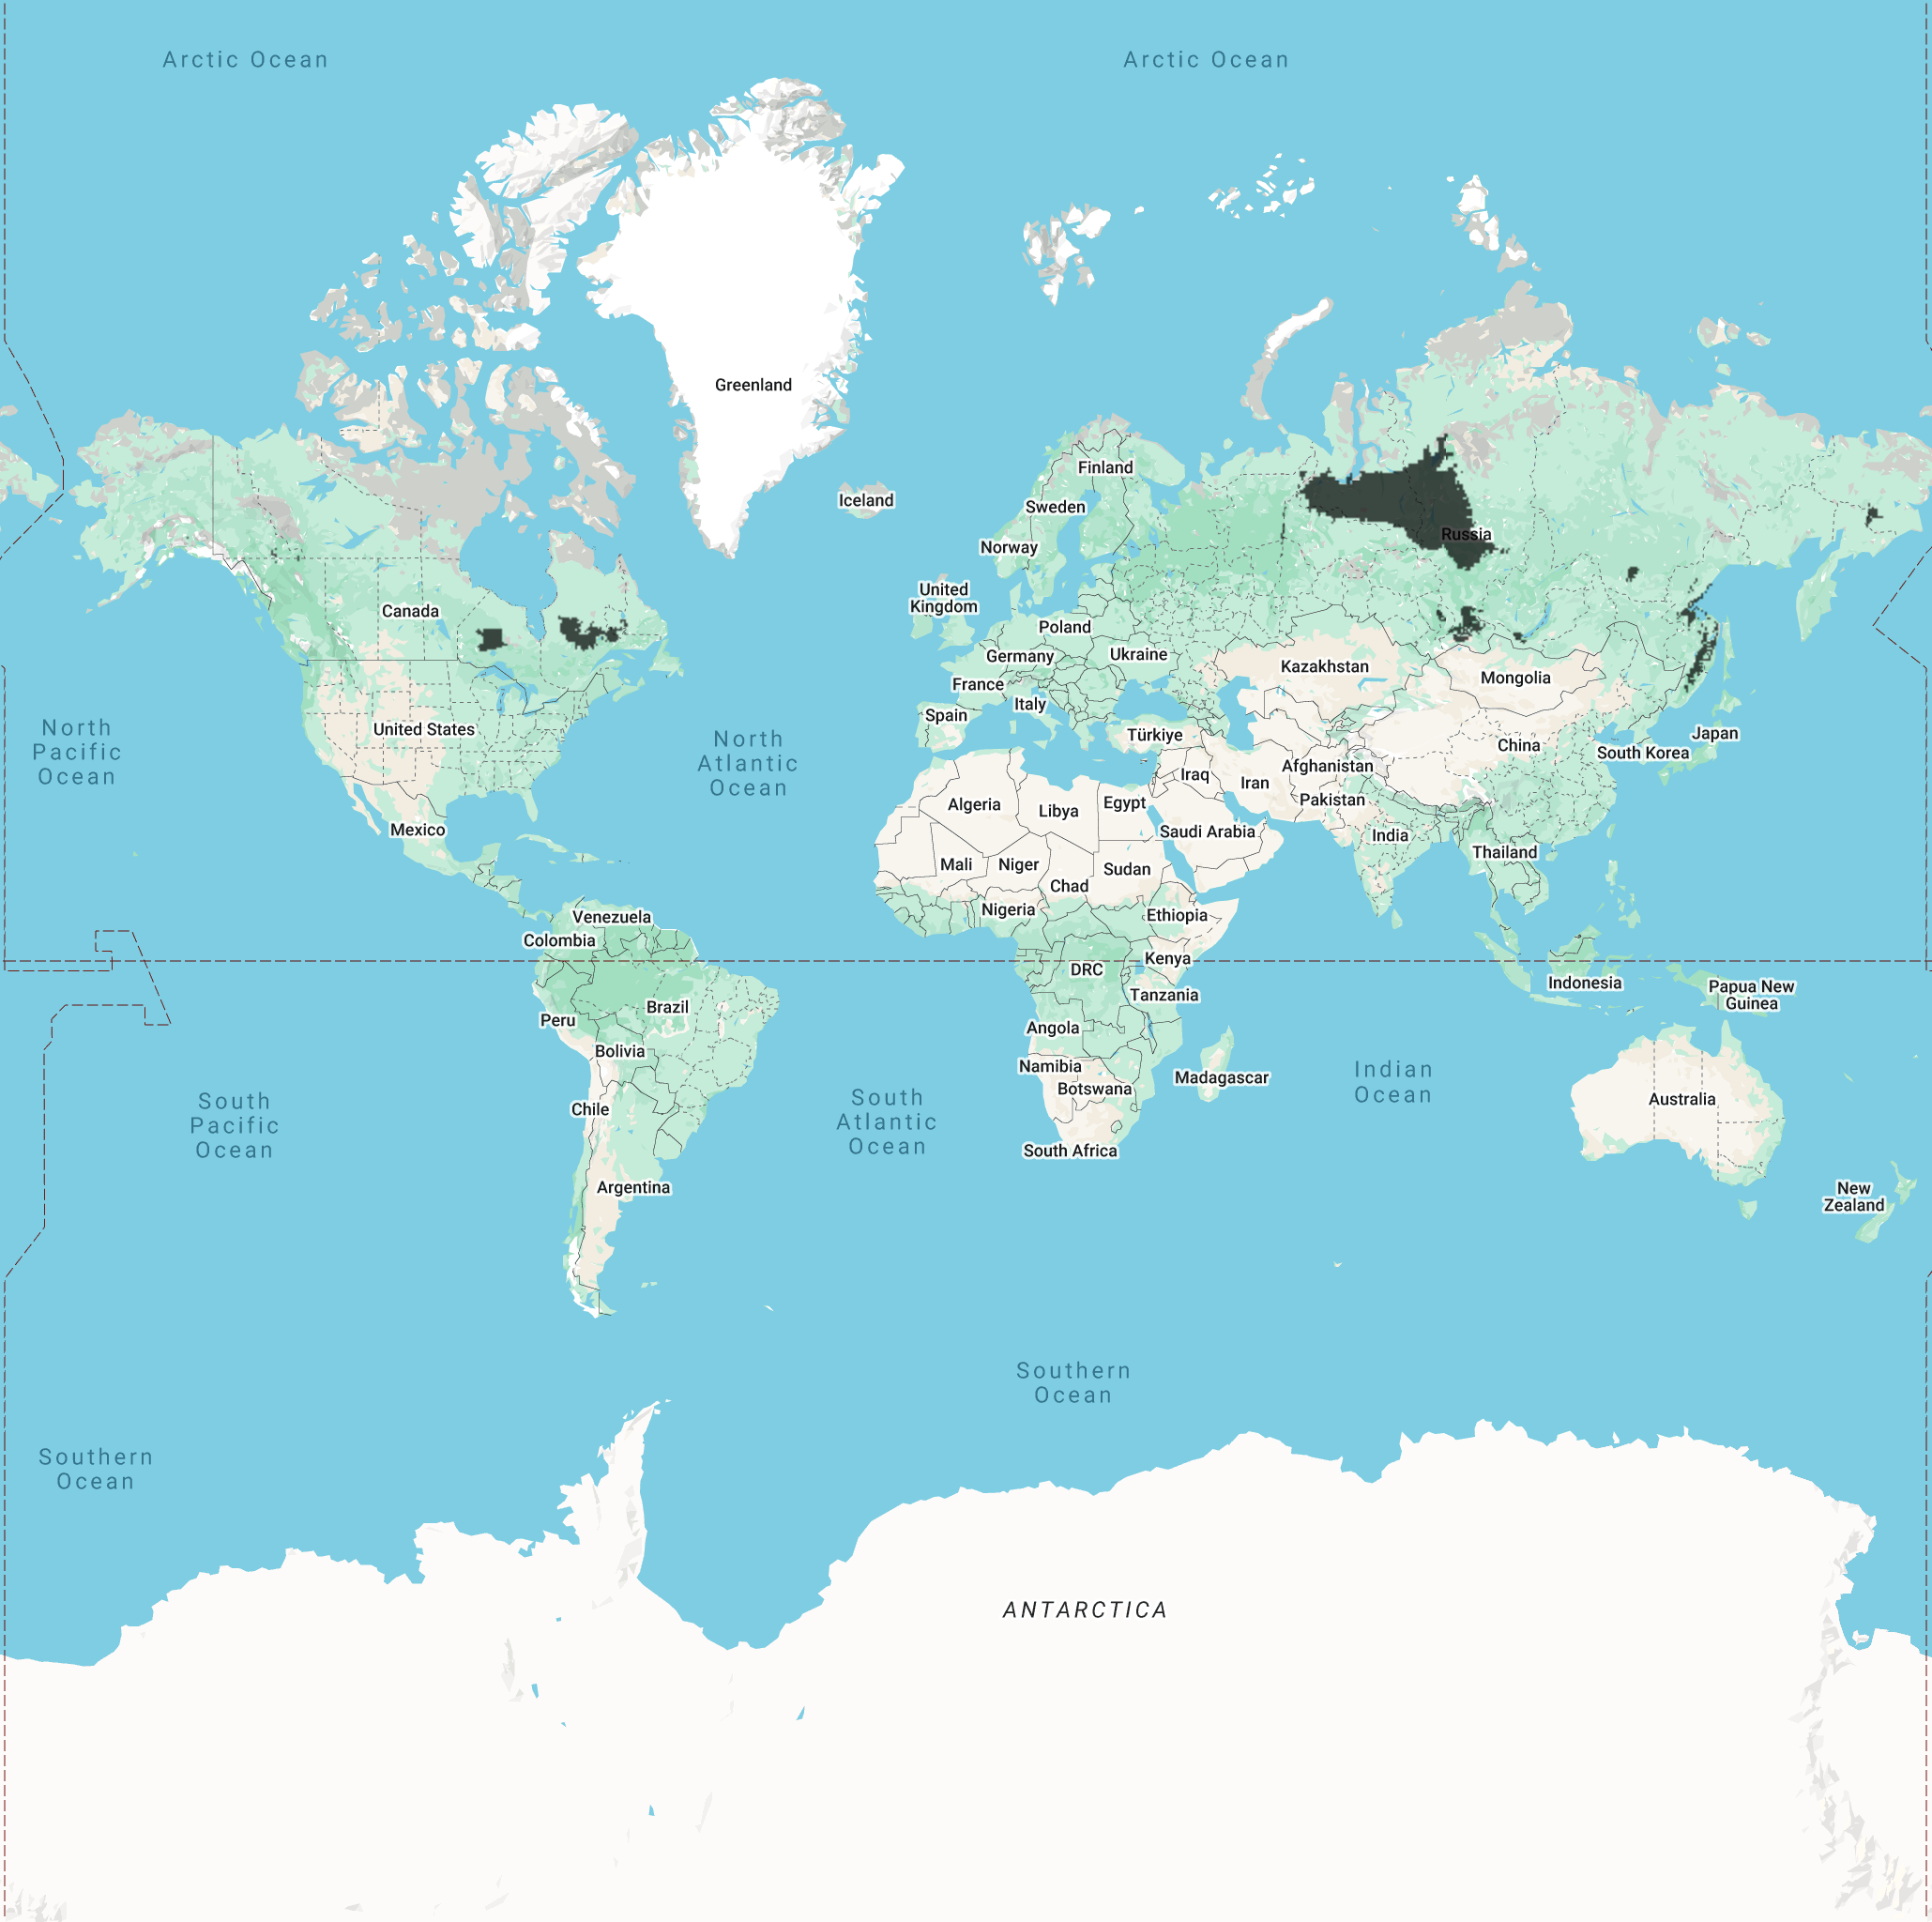 Arctic Ocean
Arctic Ocean
Greenland
Finland
Iceland
Sweden
Russia
Norway
United
Kingdom
Canada
Poland
Germany
Ukraine
Kazakhstan
Mongolia
France
Italy
Spain
United States
Türkiye
Japan
China
South Korea
North
Pacific
Ocean
North
Atlantic
Ocean
Iraq
Iran
Afghanistan
Pakistan
Algeria
Libya
Egypt
Saudi Arabia
Mexico
India
Thailand
Mali
Niger
Chad
Sudan
Venezuela
Nigeria
Ethiopia
Colombia
DRC
Kenya
Indonesia
Papua New
Guinea
Tanzania
Brazil
Peru
Angola
Bolivia
Namibia
Botswana
Madagascar
Indian
Ocean
Chile
Australia
South
Pacific
Ocean
South
Atlantic
Ocean
South Africa
Argentina
New
Zealand
Southern
Ocean
Southern
Ocean
ANTARCTICA